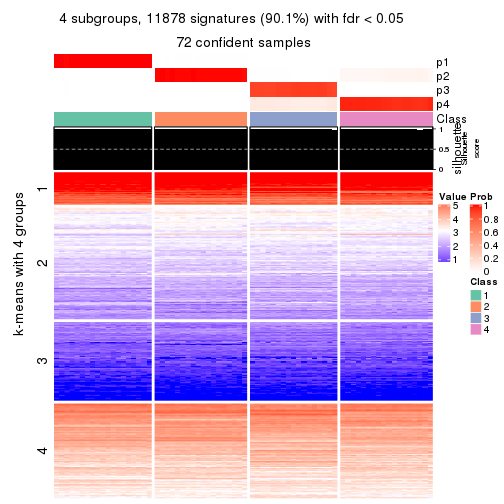 4 subgroups, 11878 signatures (90.1%) with fdr < 0.05
72 confident samples
p1
p2
p3
p4
Class
1
0.5
0
silhouette
Silhouette
score
k-means with 4 groups
1
2
3
4
Value
5
4
3
2
1
Prob
1
0.8
0.6
0.4
0.2
0
Class
1
2
3
4